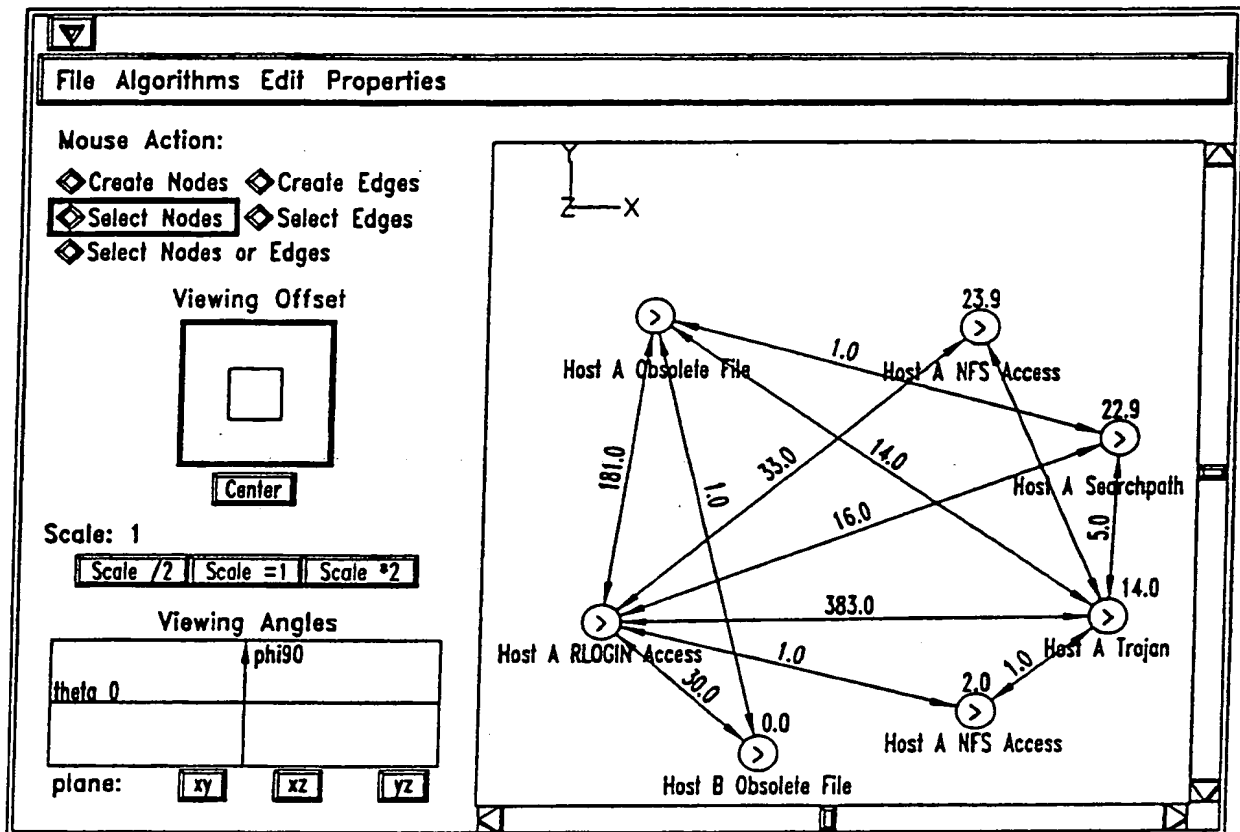 File Algorithms Edit Properties
Mouse Action:
Create Nodes Create Edges
Select Nodes Select Edges
Select Nodes or Edges
Viewing Offset
Center
Scale: 1
Scale /2 Scale =1 Scale *2
Viewing Angles
phi90
theta 0
plane: xy xz yz
Y
Z X
23.9
Host A Obsolete File
1.0
Host A NFS Access
22.9
Host A Searchpath
181.0
1.0
33.0
14.0
16.0
5.0
14.0
383.0
Host A RLOGIN Access
Host A Trojan
1.0
1.0
30.0
2.0
0.0
Host A NFS Access
Host B Obsolete File